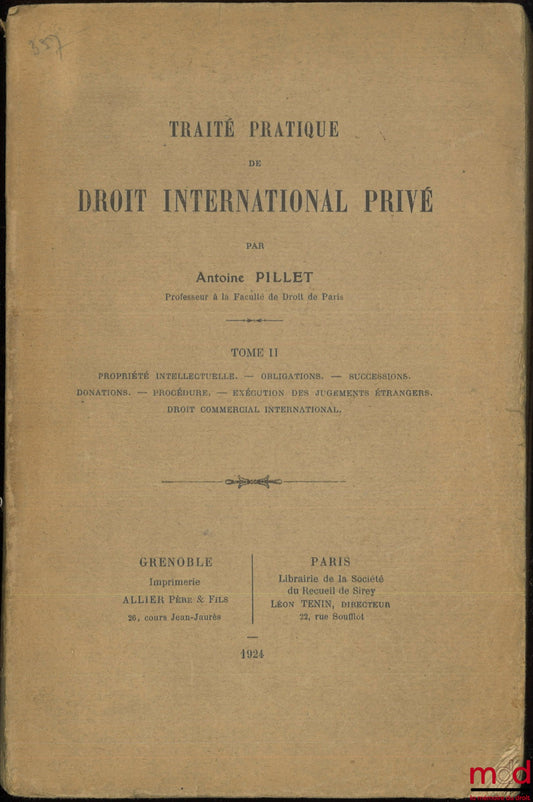 357
TRAITÉ PRATIQUE
DE
DROIT INTERNATIONAL PRIVÉ
PAR
Antoine PILLET
Professeur à la Faculté de Droit de Paris
TOME II
PROPRIÉTÉ INTELLECTUELLE. — OBLIGATIONS. — SUCCESSIONS.
DONATIONS. — PROCÉDURE. — EXÉCUTION DES JUGEMENTS ÉTRANGERS.
DROIT COMMERCIAL INTERNATIONAL.
GRENOBLE
Imprimerie
ALLIER PÈRE & FILS
26, cours Jean-Jaurès
PARIS
Librairie de la Société
du Recueil de Sirey
LÉON TENIN, DIRECTEUR
22, rue Soufflot
1924
mod